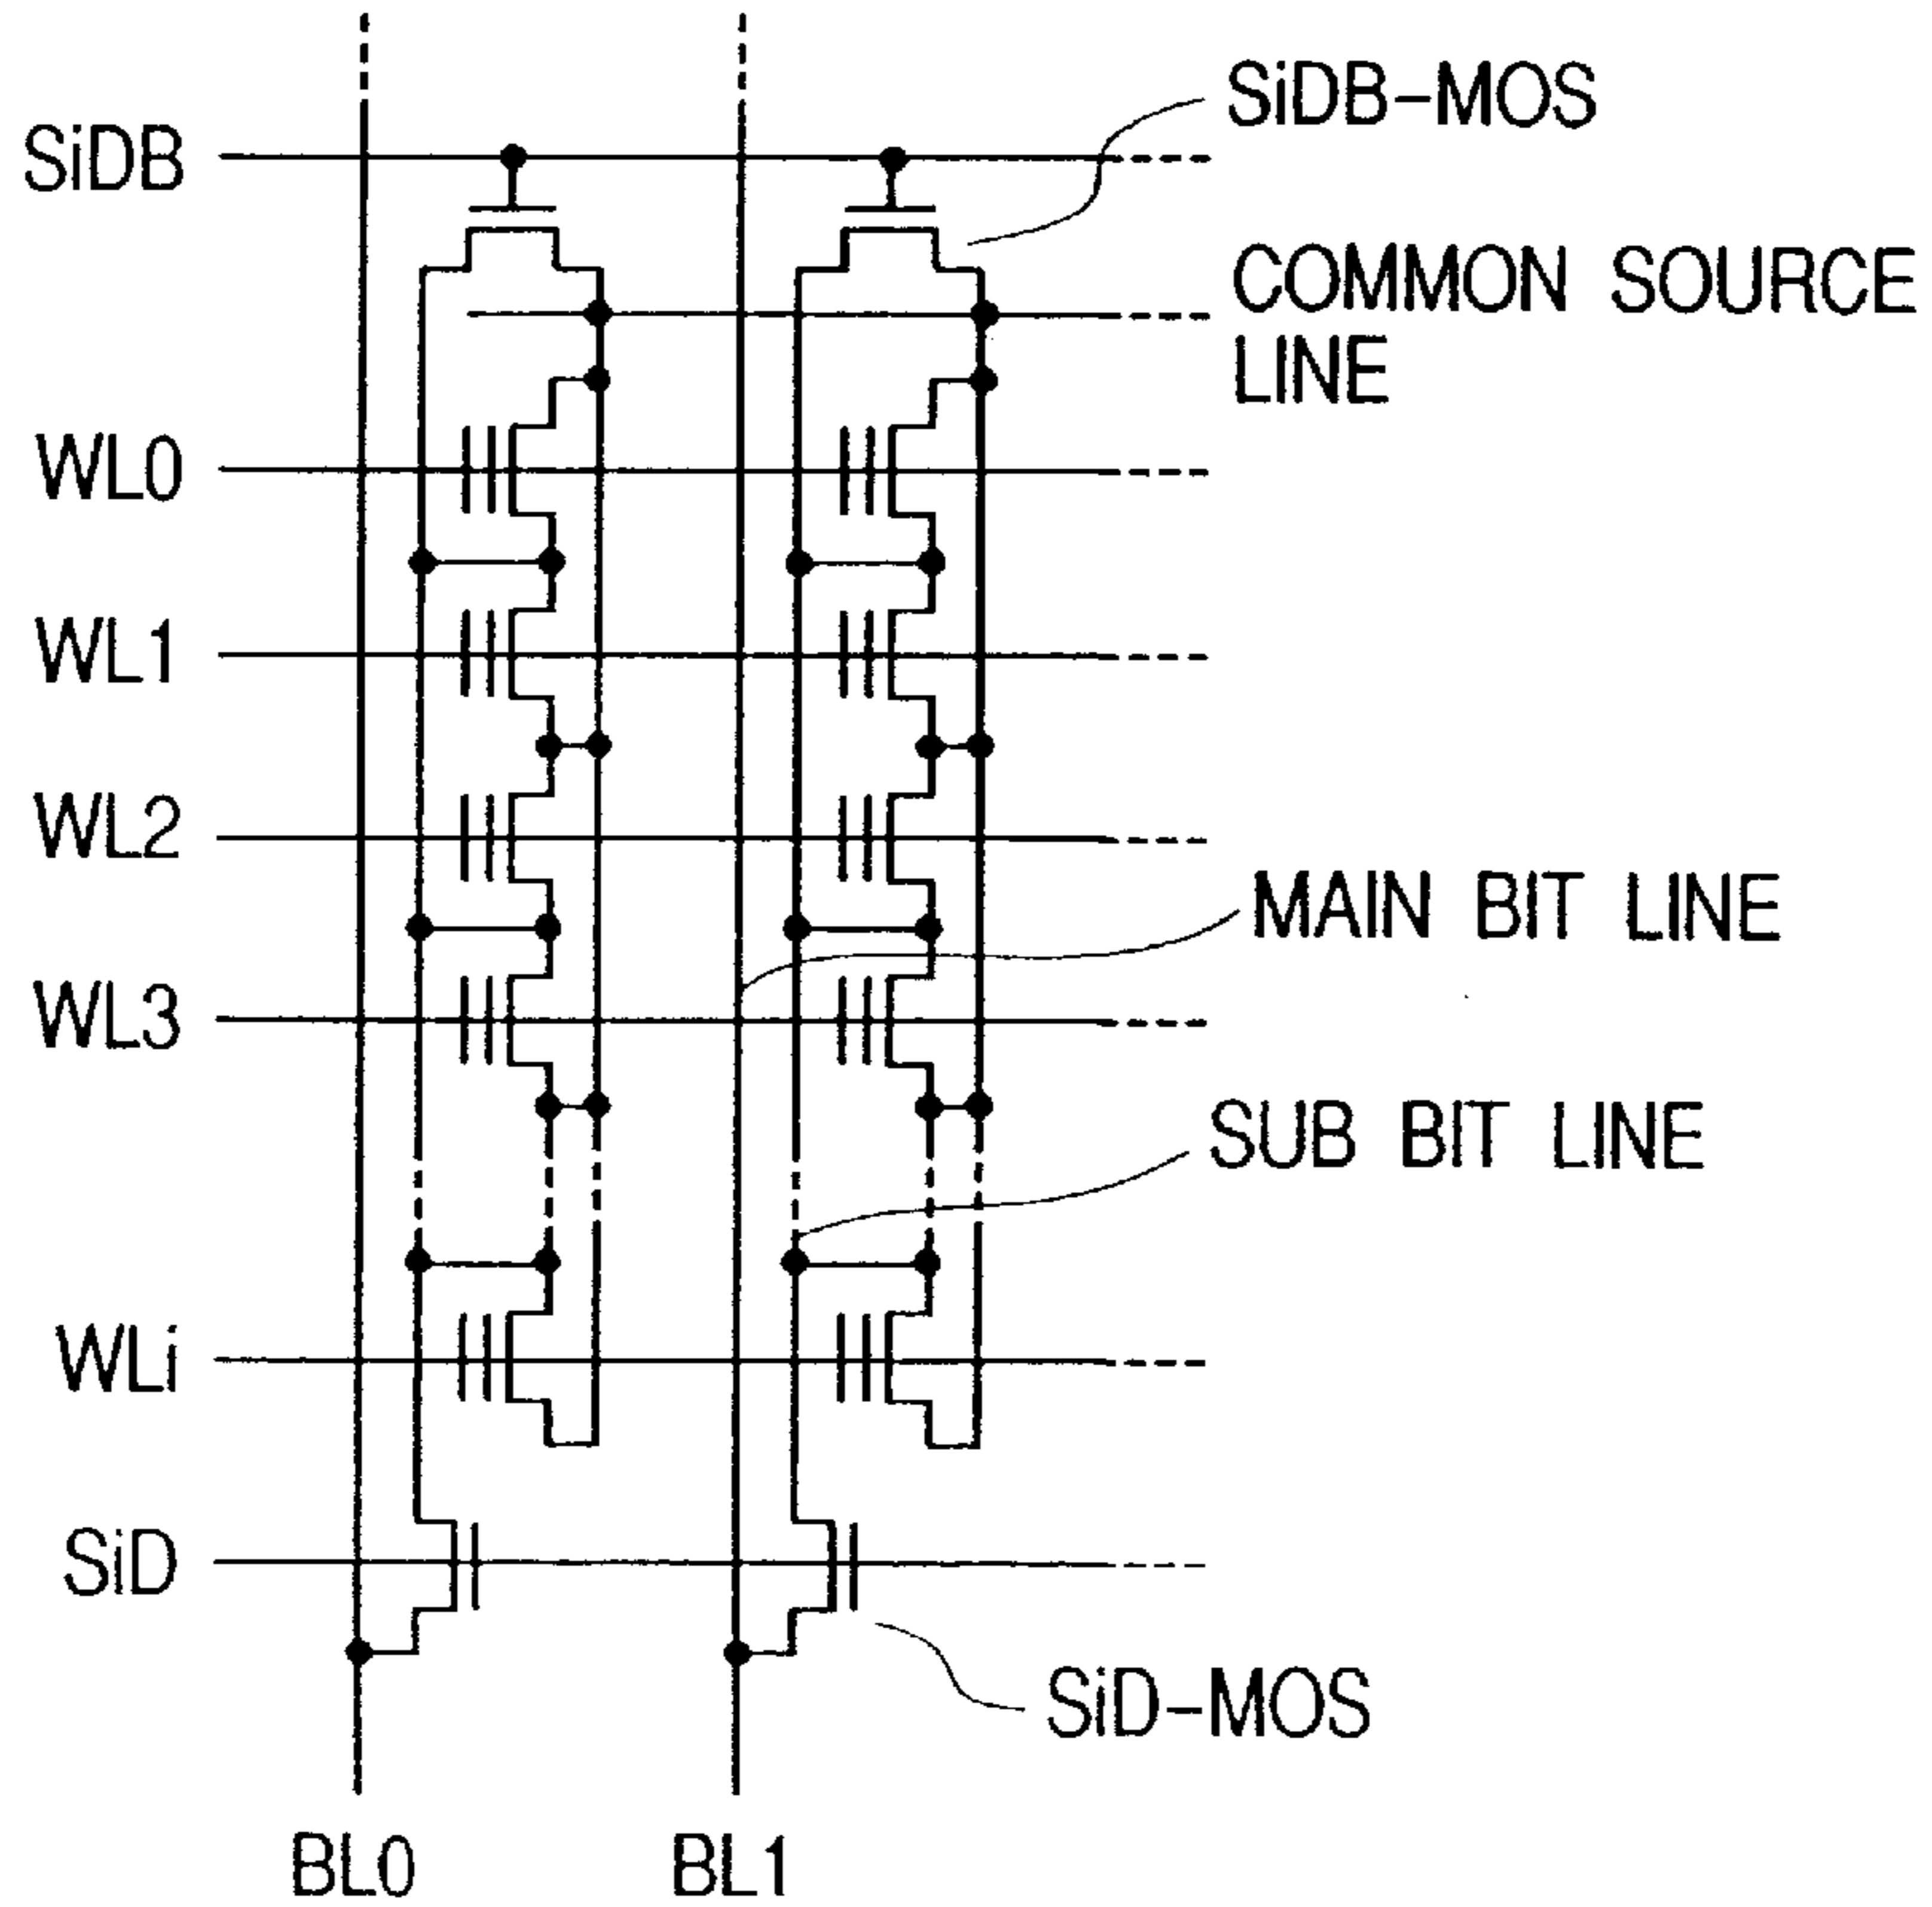 SiDB-MOS
SiDB
COMMON SOURCE
LINE
WL0
WL1
WL2
MAIN BIT LINE
WL3
SUB BIT LINE
WLi
SiD
SiD-MOS
BL0
BL1